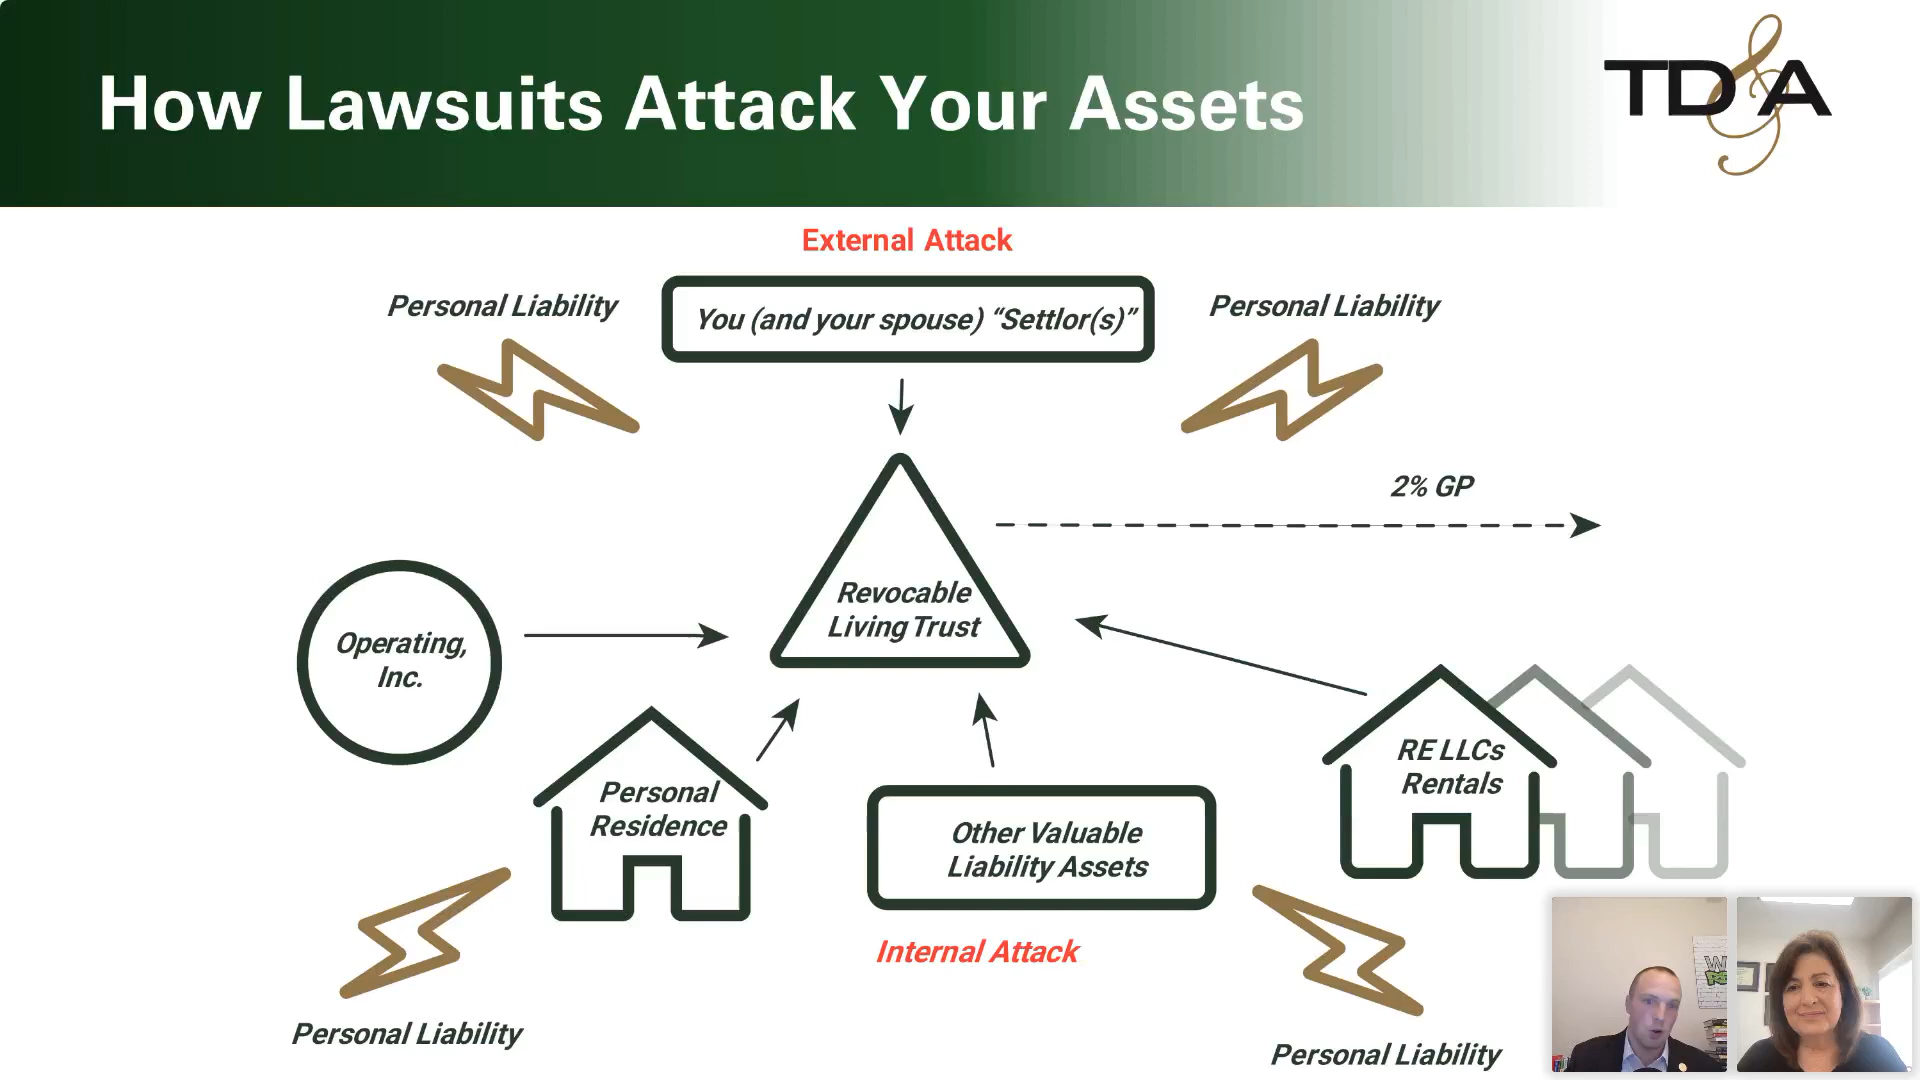 How Lawsuits Attack Your Assets
TD&A
External Attack
Personal Liability
You (and your spouse) “Settlor(s)”
Personal Liability
2% GP
Revocable
Living Trust
Operating,
Inc.
RE LLCs
Rentals
Personal
Residence
Other Valuable
Liability Assets
Internal Attack
Personal Liability
Personal Liability